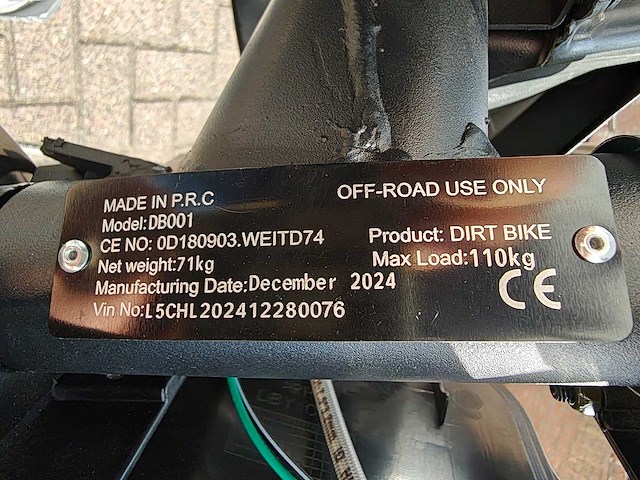 MADE IN P.R.C
OFF-ROAD USE ONLY
Model:DB001
CE NO: 0D180903.WEITD74
Product: DIRT BIKE
Net weight:71kg
Max Load:110kg
Manufacturing Date:December 2024
CE
Vin No:L5CHL202412280076